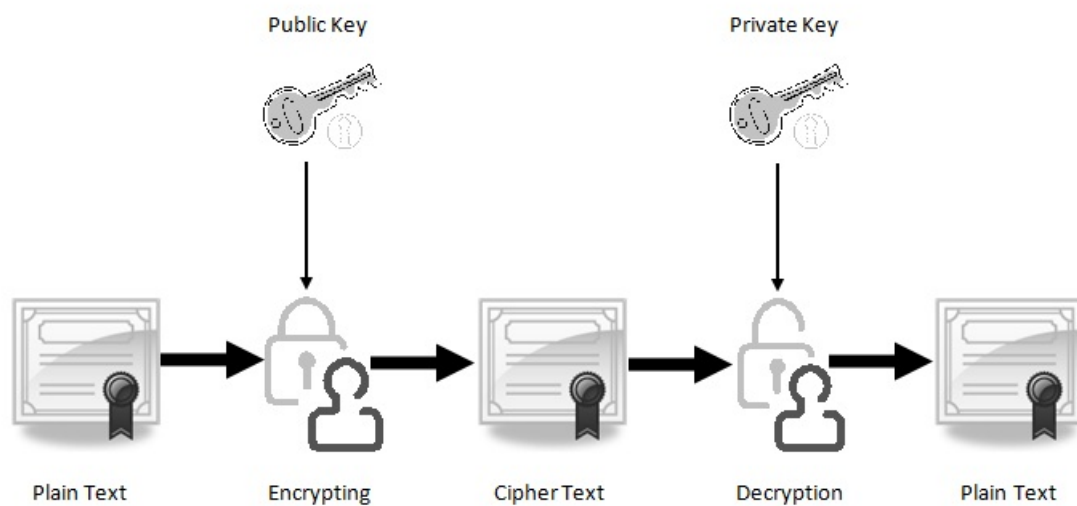 Public Key
Private Key
Plain Text
Encrypting
Cipher Text
Decryption
Plain Text